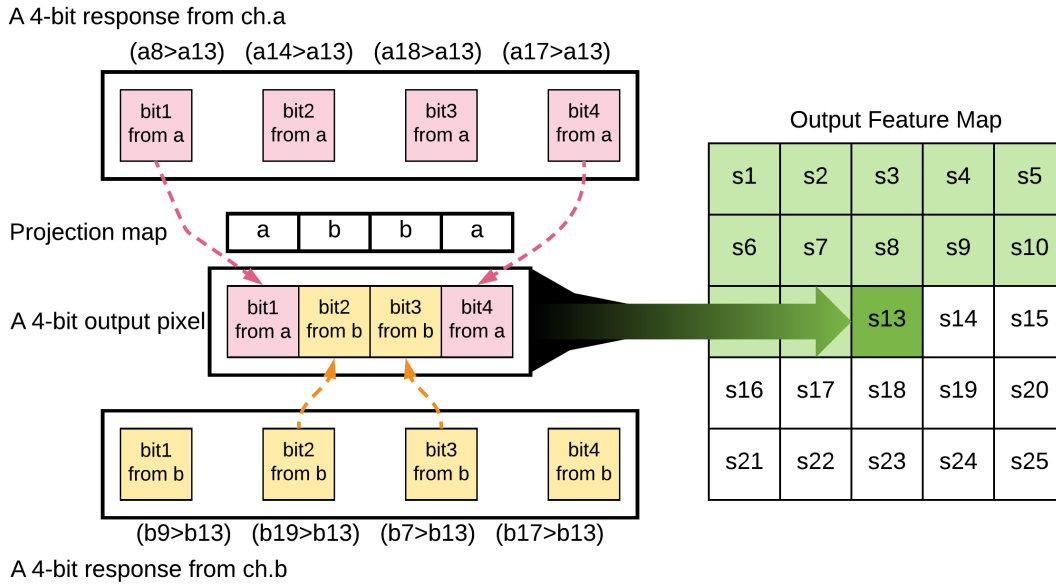 A 4-bit response from ch.a
(a8>a13) (a14>a13) (a18>a13) (a17>a13)
bit1 bit2 bit3 bit4
from a from a from a from a
Projection map a b b a
A 4-bit output pixel
bit1 bit2 bit3 bit4
from a from b from b from a
bit1 bit2 bit3 bit4
from b from b from b from b
(b9>b13) (b19>b13) (b7>b13) (b17>b13)
A 4-bit response from ch.b
Output Feature Map
s1 s2 s3 s4 s5
s6 s7 s8 s9 s10
s13 s14 s15
s16 s17 s18 s19 s20
s21 s22 s23 s24 s25